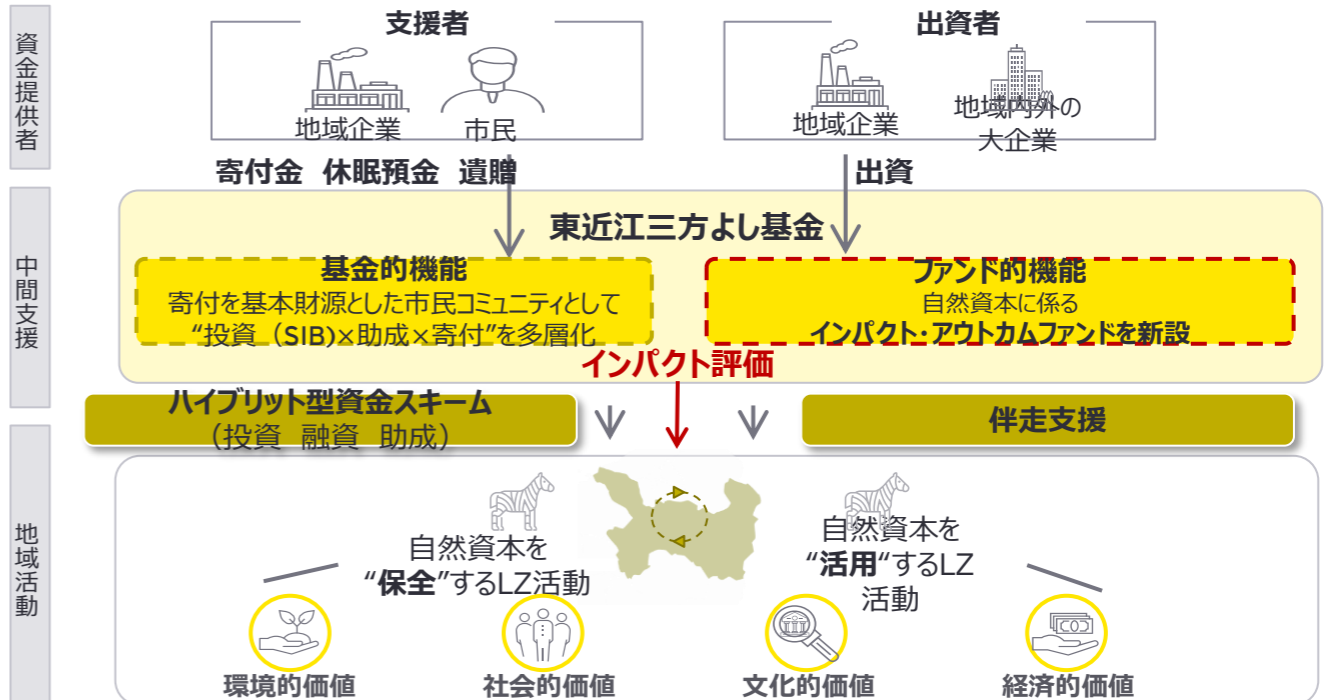 資金提供者
支援者
地域企業
市民
出資者
地域企業
地域内外の
大企業
寄付金 休眠預金 遺贈
出資
中間支援
東近江三方よし基金
基金的機能
寄付を基本財源とした市民コミュニティとして
“投資（SIB)×助成×寄付”を多層化
ファンド的機能
自然資本に係る
インパクト・アウトカムファンドを新設
インパクト評価
ハイブリット型資金スキーム
（投資 融資 助成）
伴走支援
地域活動
自然資本を
“保全”するLZ活動
自然資本を
“活用“するLZ
活動
環境的価値
社会的価値
文化的価値
経済的価値